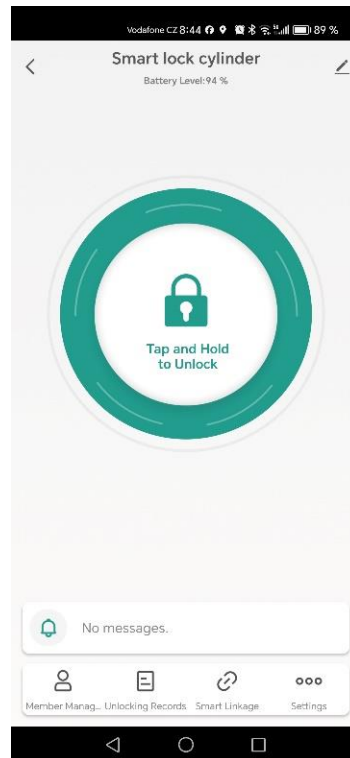 Vodafone CZ 8:44 89 %
Smart lock cylinder
Battery Level:94 %
Tap and Hold
to Unlock
No messages.
Member Manag... Unlocking Records Smart Linkage Settings